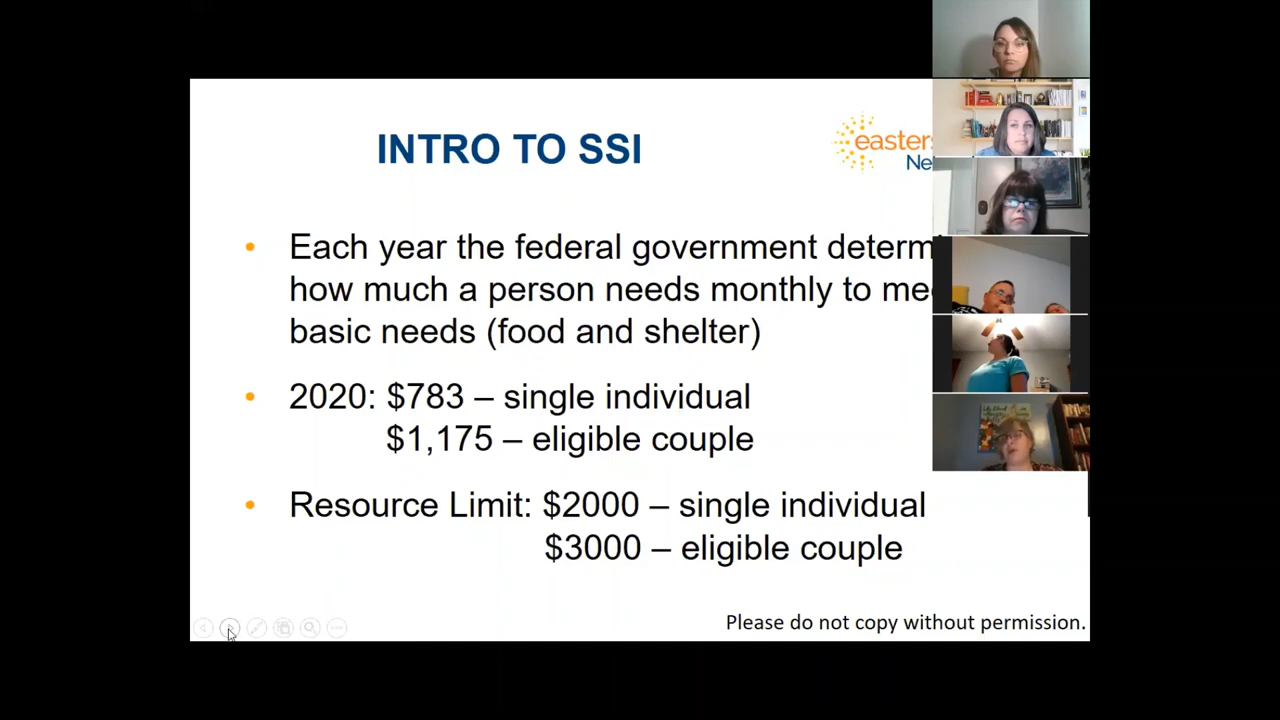 INTRO TO SSI
easters
Ne
• Each year the federal government determ
how much a person needs monthly to me
basic needs (food and shelter)
• 2020: $783 – single individual
$1,175 – eligible couple
• Resource Limit: $2000 – single individual
$3000 – eligible couple
Please do not copy without permission.